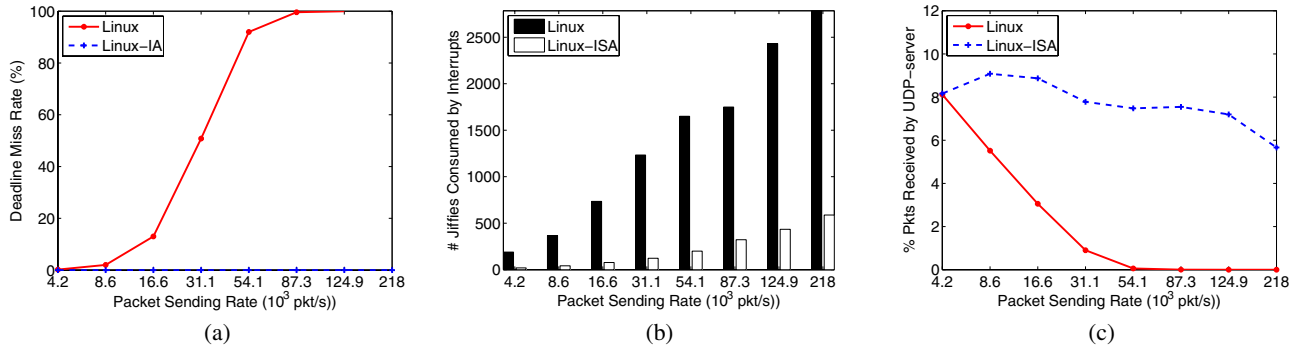 Deadline Miss Rate (%)
100
80
60
40
20
0
Linux
Linux-IA
4.2 8.6 16.6 31.1 54.1 87.3 124.9 218
Packet Sending Rate (10³ pkt/s))
(a)
# Jiffies Consumed by Interrupts
2500
2000
1500
1000
500
0
Linux
Linux-ISA
4.2 8.6 16.6 31.1 54.1 87.3 124.9 218
Packet Sending Rate (10³ pkt/s))
(b)
% Pkts Received by UDP-server
12
10
8
6
4
2
0
Linux
Linux-ISA
4.2 8.6 16.6 31.1 54.1 87.3 124.9 218
Packet Sending Rate (10³ pkt/s))
(c)